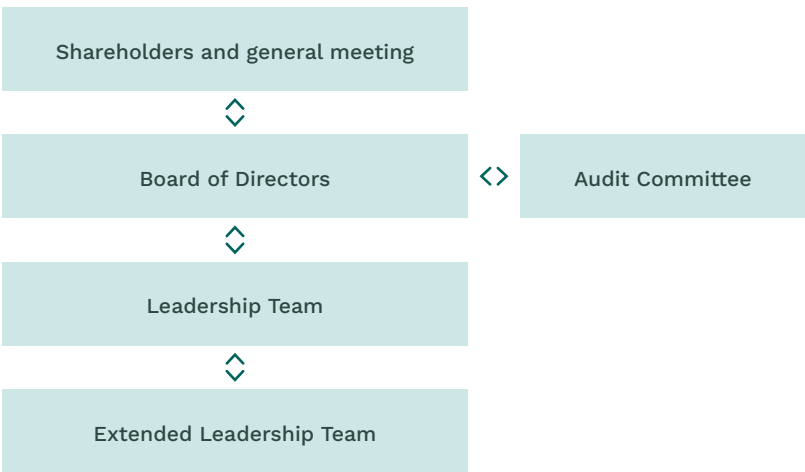 Shareholders and general meeting
Board of Directors
Audit Committee
Leadership Team
Extended Leadership Team